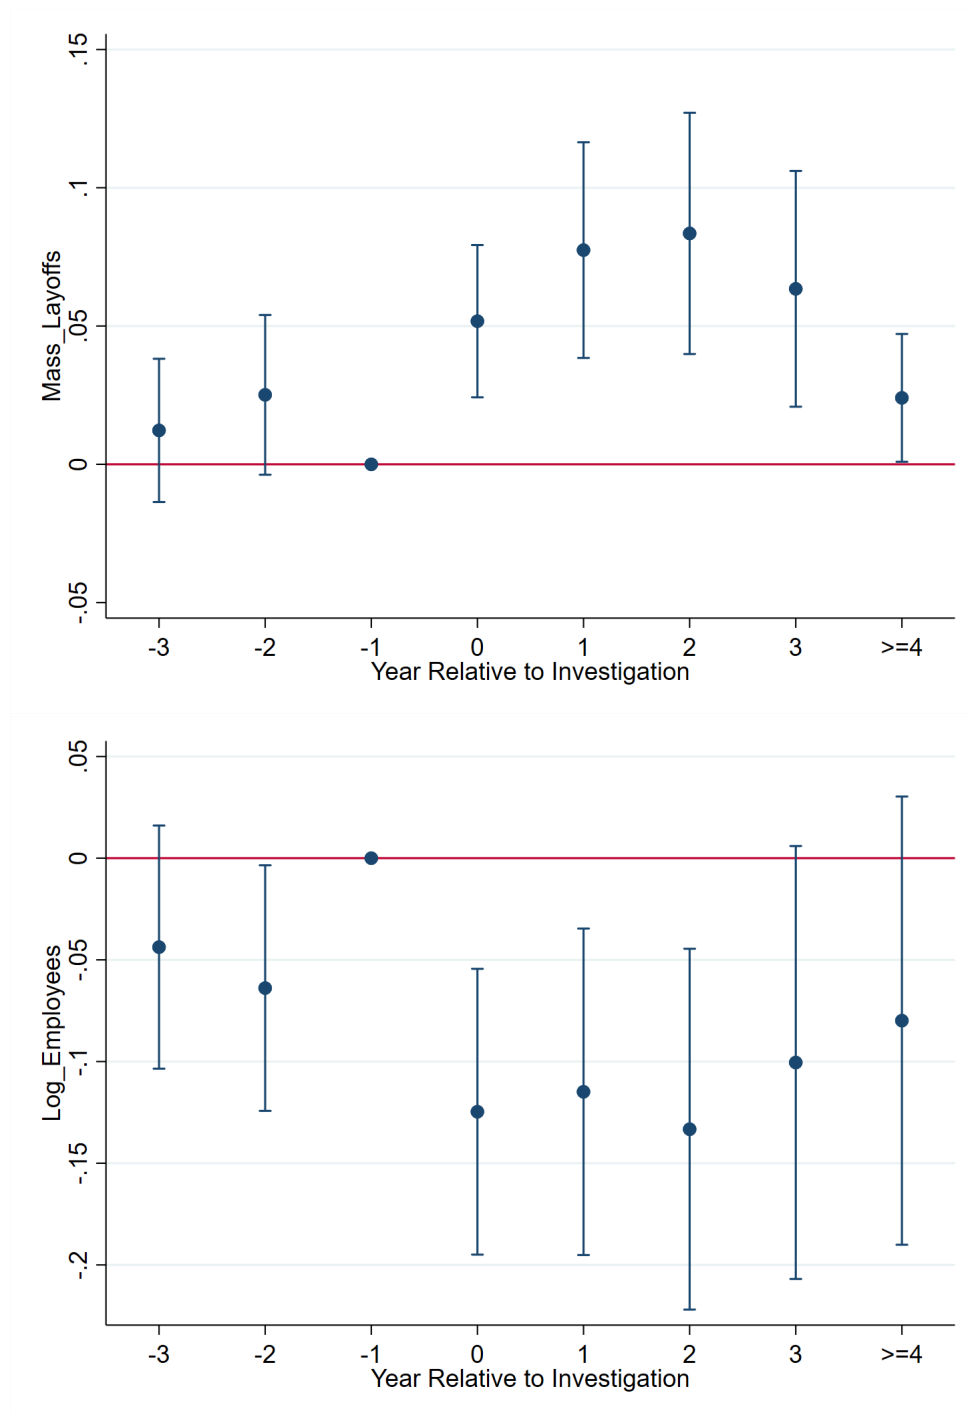 Mass_Layoffs
.15
.1
.05
0
-.05
-3 -2 -1 0 1 2 3 >=4
Year Relative to Investigation
Log_Employees
.05
0
-.05
-.1
-.15
-.2
-3 -2 -1 0 1 2 3 >=4
Year Relative to Investigation